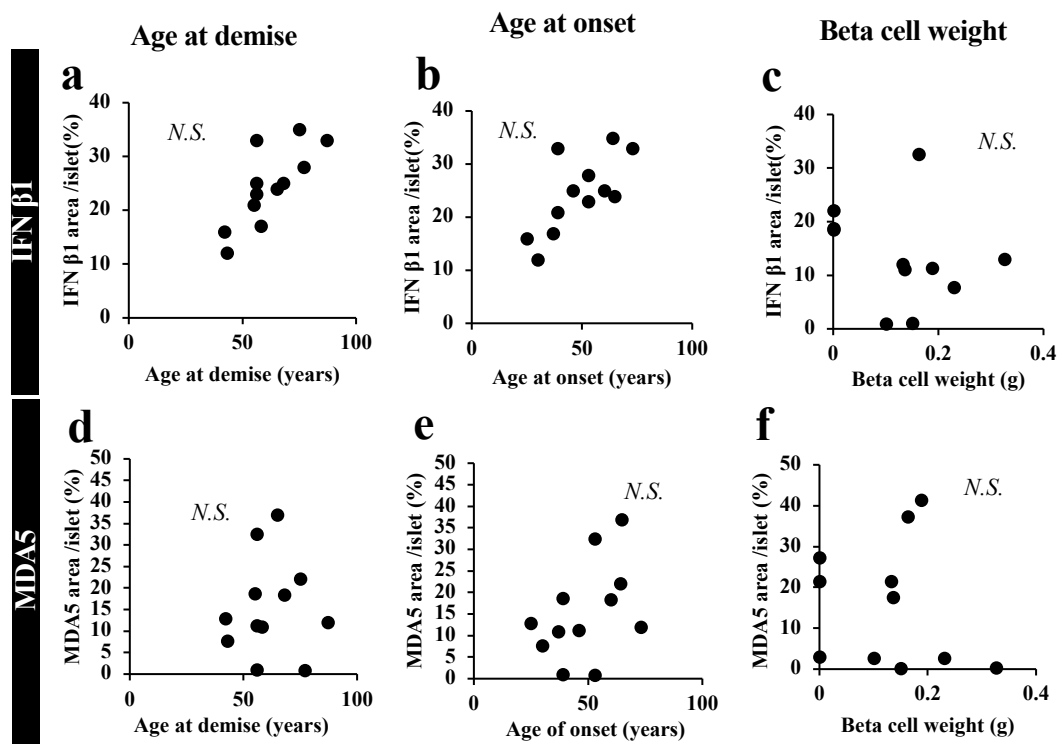 Age at demise
Age at onset
Beta cell weight
IFN β1
a
IFN β1 area /islet(%)
40
30
20
10
0
N.S.
0
50
100
Age at demise (years)
b
IFN β1 area /islet(%)
40
30
20
10
0
N.S.
0
50
100
Age at onset (years)
c
IFN β1 area /islet(%)
40
30
20
10
0
N.S.
0
0.2
0.4
Beta cell weight (g)
MDA5
d
MDA5 area /islet (%)
50
45
40
35
30
25
20
15
10
5
0
N.S.
0
50
100
Age at demise (years)
e
MDA5 area /islet (%)
50
45
40
35
30
25
20
15
10
5
0
N.S.
0
50
100
Age of onset (years)
f
MDA5 area /islet (%)
50
40
30
20
10
0
N.S.
0
0.2
0.4
Beta cell weight (g)